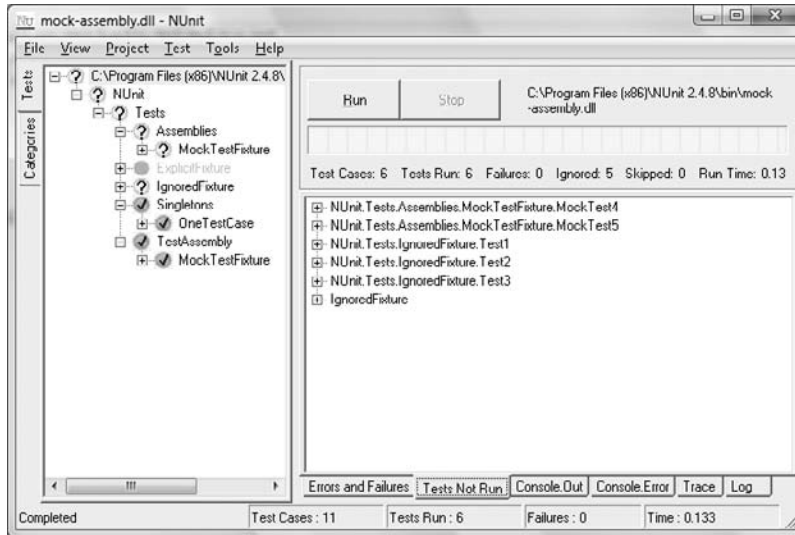 mock-assembly.dll - NUnit
File View Project Test Tools Help
Tests
Categories
C:\Program Files (x86)\NUnit 2.4.8\
NUnit
Tests
Assemblies
MockTestFixture
ExplicitFixture
IgnoredFixture
Singletons
OneTestCase
TestAssembly
MockTestFixture
Run
Stop
C:\Program Files (x86)\NUnit 2.4.8\bin\mock
-assembly.dll
Test Cases: 6 Tests Run: 6 Failures: 0 Ignored: 5 Skipped: 0 Run Time: 0.13
NUnit.Tests.Assemblies.MockTestFixture.MockTest4
NUnit.Tests.Assemblies.MockTestFixture.MockTest5
NUnit.Tests.IgnoredFixture.Test1
NUnit.Tests.IgnoredFixture.Test2
NUnit.Tests.IgnoredFixture.Test3
IgnoredFixture
Errors and Failures Tests Not Run Console.Out Console.Error Trace Log
Completed Test Cases : 11 Tests Run : 6 Failures : 0 Time : 0.133